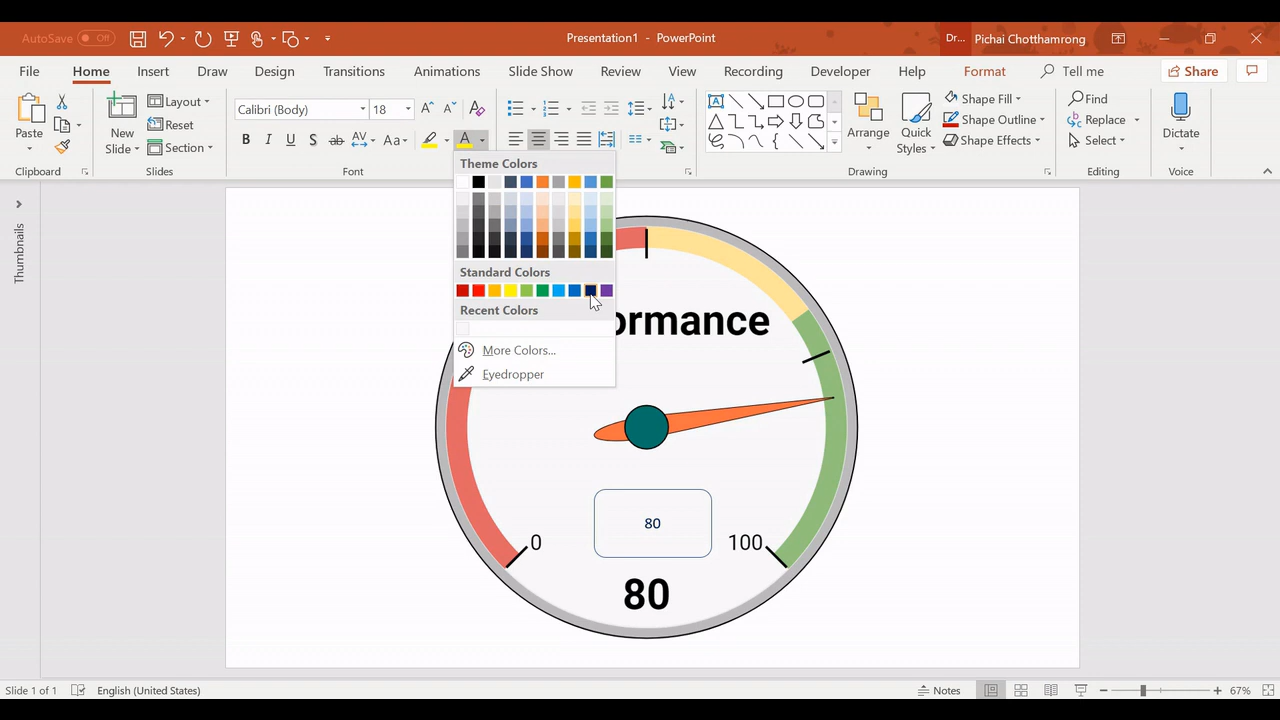 AutoSave Off
Presentation1 - PowerPoint
Dr... Pichai Chotthamrong
File Home Insert Draw Design Transitions Animations Slide Show Review View Recording Developer Help Format Tell me Share
Paste
New
Slide
Layout
Reset
Section
Calibri (Body) 18
B I U S ab AV Aa A
Arrange
Quick
Styles
Shape Fill
Shape Outline
Shape Effects
Find
Replace
Select
Dictate
Clipboard Slides Font Drawing Editing Voice
Theme Colors
Standard Colors
Recent Colors
More Colors...
Eyedropper
Thumbnails
ormance
80
0
100
80
Slide 1 of 1 English (United States) Notes 67%